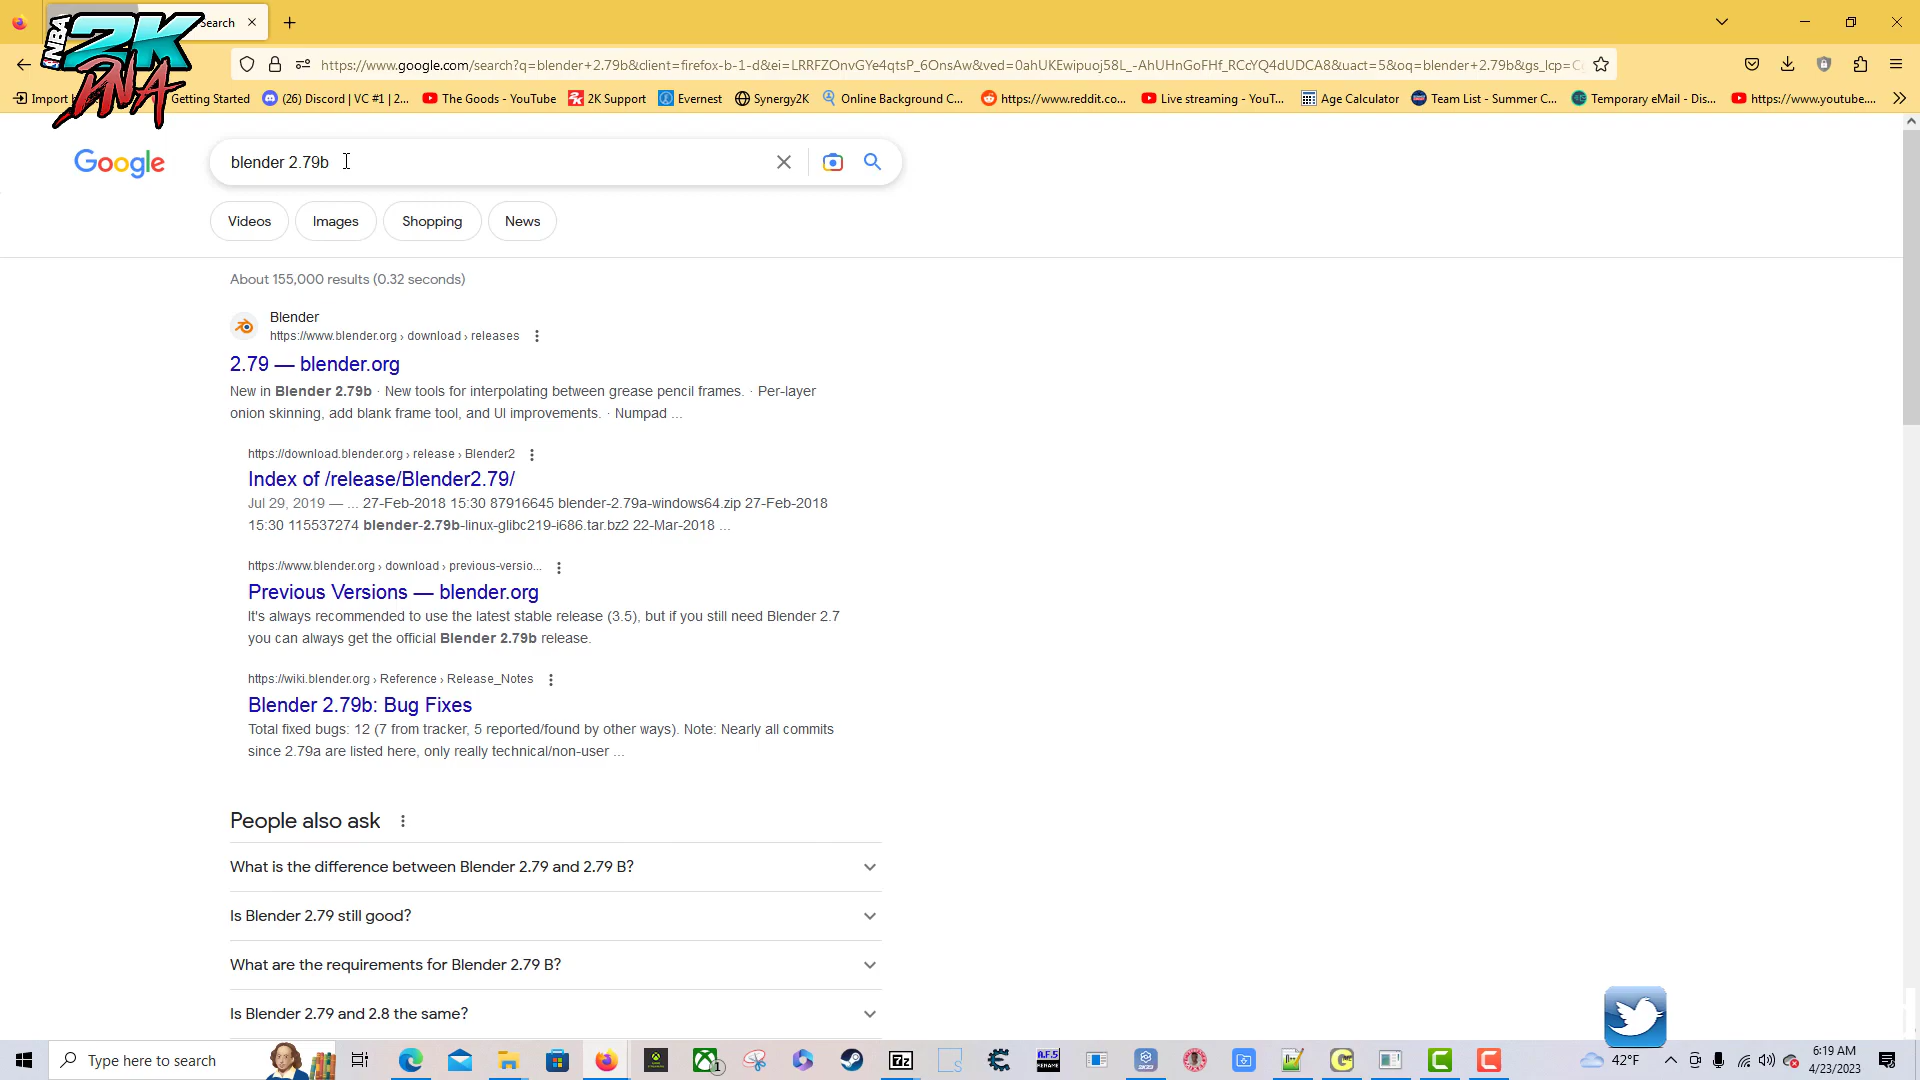 Search
NBA
2K
DNA
https://www.google.com/search?q=blender+2.79b&client=firefox-b-1-d&ei=LRRFZOnvGYe4qtsP_6OnsAw&ved=0ahUKEwipuoj58L_-AhUHnGoFHf_RCcYQ4dUDCA8&uact=5&oq=blender+2.79b&gs_lcp=C
Import
Getting Started
(26) Discord | VC #1 | 2...
The Goods - YouTube
2K Support
Evernest
Synergy2K
Online Background C...
https://www.reddit.co...
Live streaming - YouT...
Age Calculator
Team List - Summer C...
Temporary eMail - Dis...
https://www.youtube....
Google
blender 2.79b
Videos
Images
Shopping
News
About 155,000 results (0.32 seconds)
Blender
https://www.blender.org › download › releases
2.79 — blender.org
New in Blender 2.79b · New tools for interpolating between grease pencil frames. · Per-layer
onion skinning, add blank frame tool, and UI improvements. · Numpad ...
https://download.blender.org › release › Blender2
Index of /release/Blender2.79/
Jul 29, 2019 — ... 27-Feb-2018 15:30 87916645 blender-2.79a-windows64.zip 27-Feb-2018
15:30 115537274 blender-2.79b-linux-glibc219-i686.tar.bz2 22-Mar-2018 ...
https://www.blender.org › download › previous-versio...
Previous Versions — blender.org
It's always recommended to use the latest stable release (3.5), but if you still need Blender 2.7
you can always get the official Blender 2.79b release.
https://wiki.blender.org › Reference › Release_Notes
Blender 2.79b: Bug Fixes
Total fixed bugs: 12 (7 from tracker, 5 reported/found by other ways). Note: Nearly all commits
since 2.79a are listed here, only really technical/non-user ...
People also ask
What is the difference between Blender 2.79 and 2.79 B?
Is Blender 2.79 still good?
What are the requirements for Blender 2.79 B?
Is Blender 2.79 and 2.8 the same?
Type here to search
1
7z
A.F.S
RENAME
2K23
42°F
6:19 AM
4/23/2023